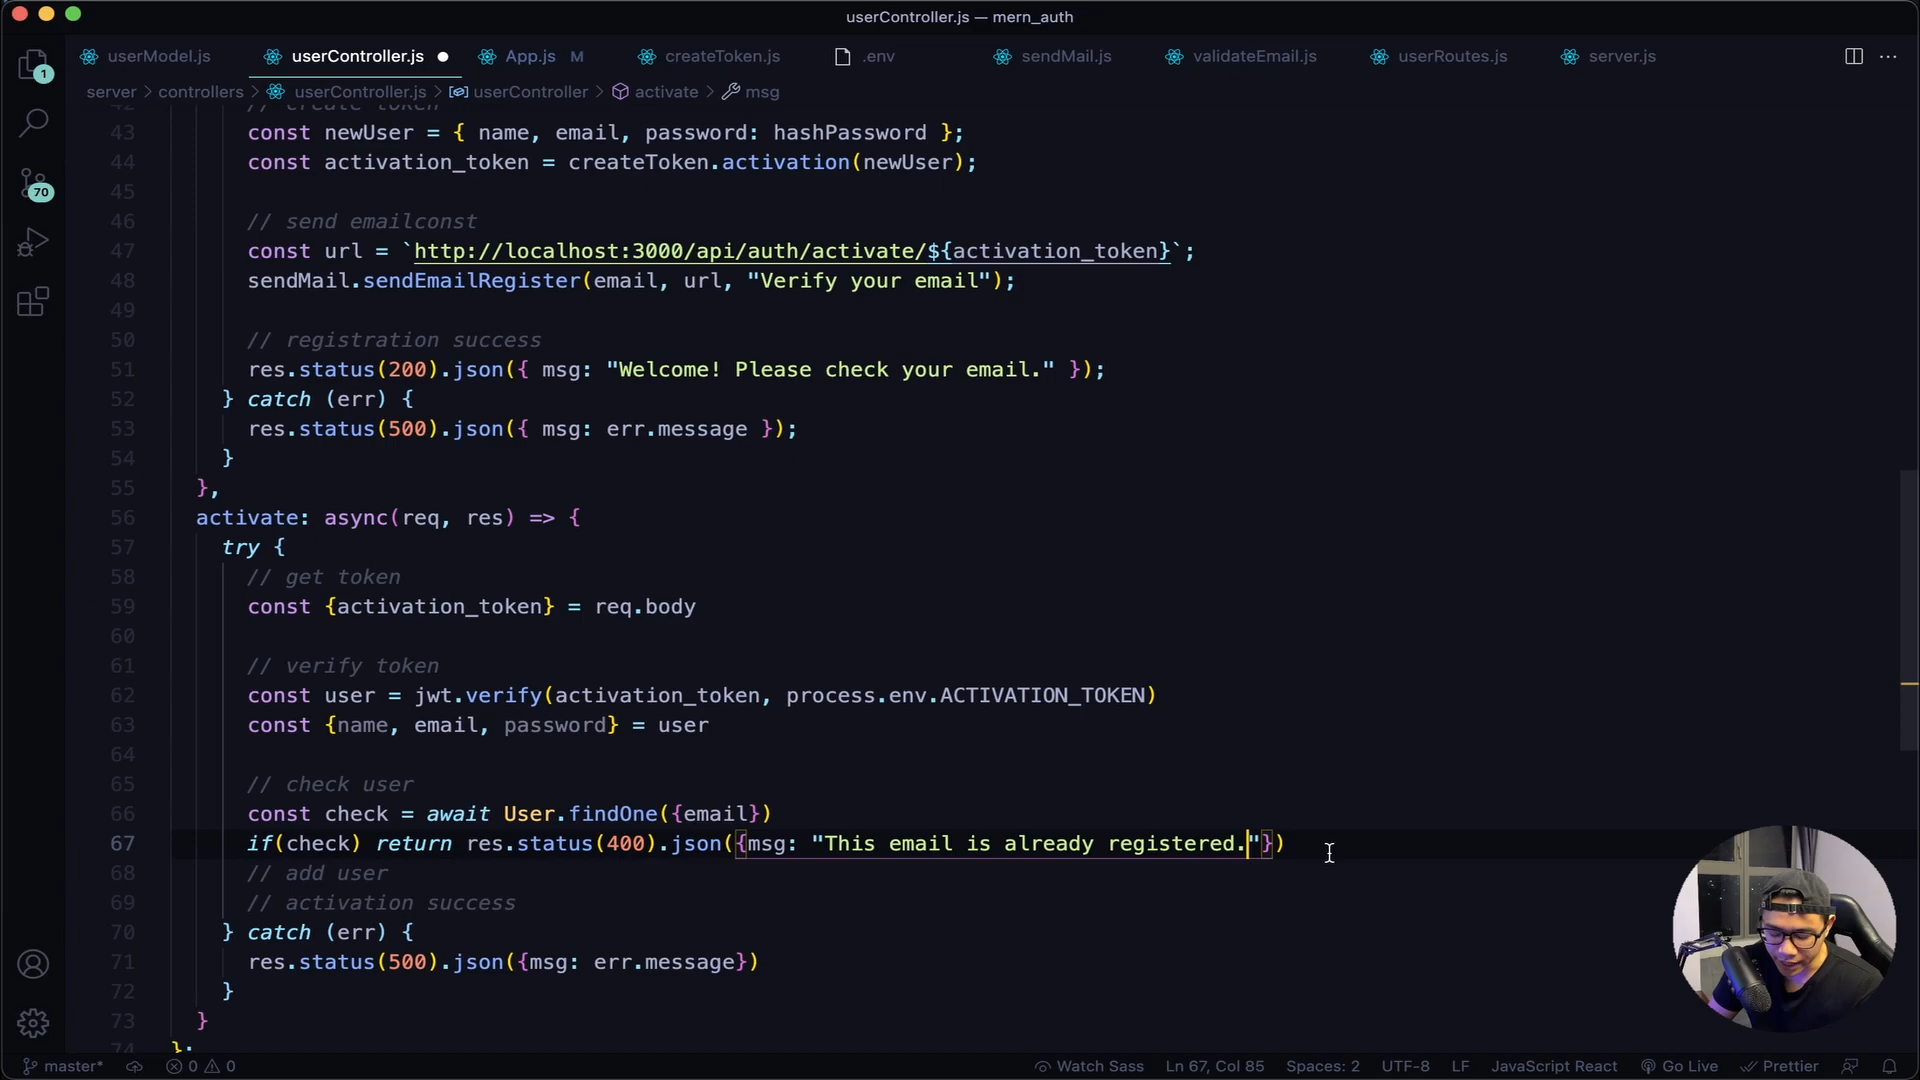 userController.js — mern_auth
userModel.js
userController.js
App.js M
createToken.js
.env
sendMail.js
validateEmail.js
userRoutes.js
server.js
server > controllers > userController.js > userController > activate > msg
1
70
42 // create token
43 const newUser = { name, email, password: hashPassword };
44 const activation_token = createToken.activation(newUser);
45
46 // send emailconst
47 const url = `http://localhost:3000/api/auth/activate/${activation_token}`;
48 sendMail.sendEmailRegister(email, url, "Verify your email");
49
50 // registration success
51 res.status(200).json({ msg: "Welcome! Please check your email." });
52 } catch (err) {
53 res.status(500).json({ msg: err.message });
54 }
55 },
56 activate: async(req, res) => {
57 try {
58 // get token
59 const {activation_token} = req.body
60
61 // verify token
62 const user = jwt.verify(activation_token, process.env.ACTIVATION_TOKEN)
63 const {name, email, password} = user
64
65 // check user
66 const check = await User.findOne({email})
67 if(check) return res.status(400).json({msg: "This email is already registered."})
68 // add user
69 // activation success
70 } catch (err) {
71 res.status(500).json({msg: err.message})
72 }
73 }
74 };
master* 0 0 Watch Sass Ln 67, Col 85 Spaces: 2 UTF-8 LF JavaScript React Go Live Prettier